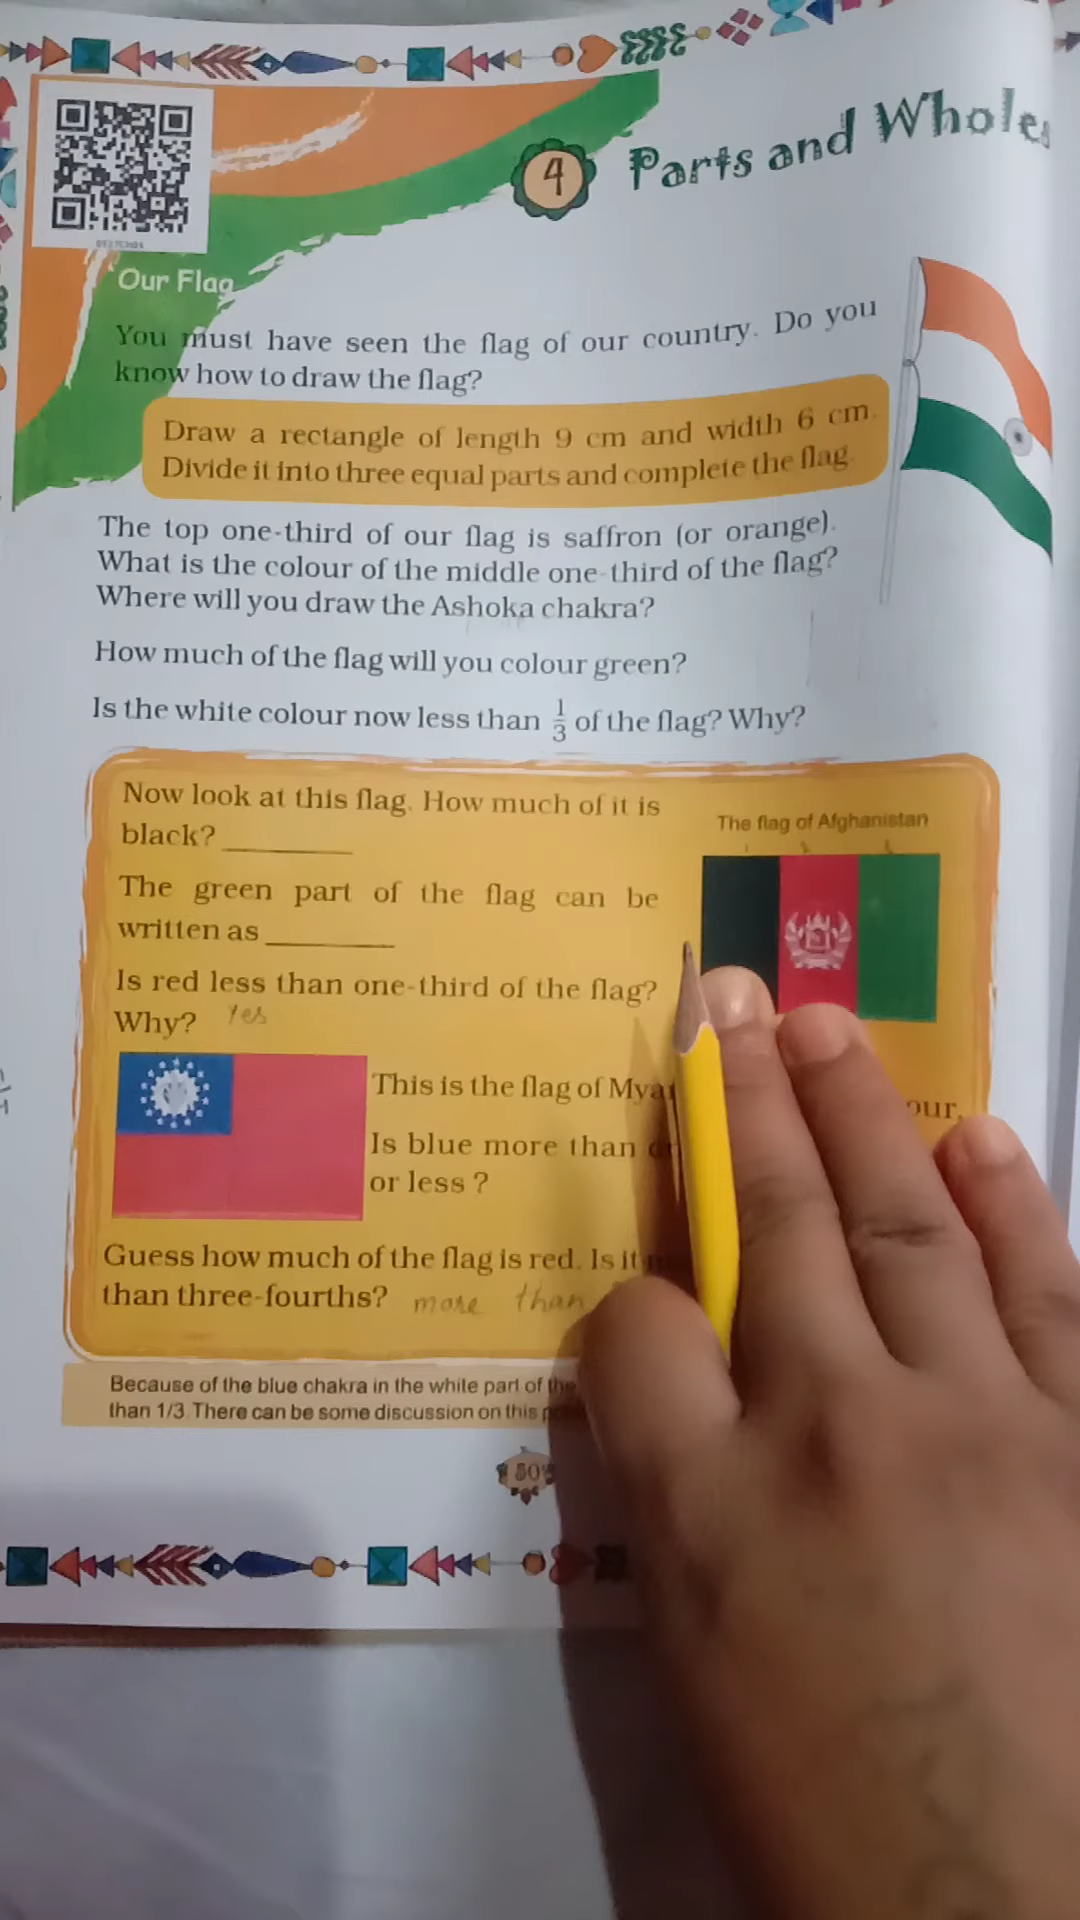 4 Parts and Wholes
Our Flag
You must have seen the flag of our country. Do you
know how to draw the flag?
Draw a rectangle of length 9 cm and width 6 cm.
Divide it into three equal parts and complete the flag.
The top one-third of our flag is saffron (or orange).
What is the colour of the middle one-third of the flag?
Where will you draw the Ashoka chakra?
How much of the flag will you colour green?
Is the white colour now less than 1/3 of the flag? Why?
Now look at this flag. How much of it is
black?
The flag of Afghanistan
The green part of the flag can be
written as
Is red less than one-third of the flag?
Why? Yes
This is the flag of
our.
Is blue more than
or less ?
Guess how much of the flag is red. Is it
than three-fourths? more than
Because of the blue chakra in the white part of the
than 1/3. There can be some discussion on this
50